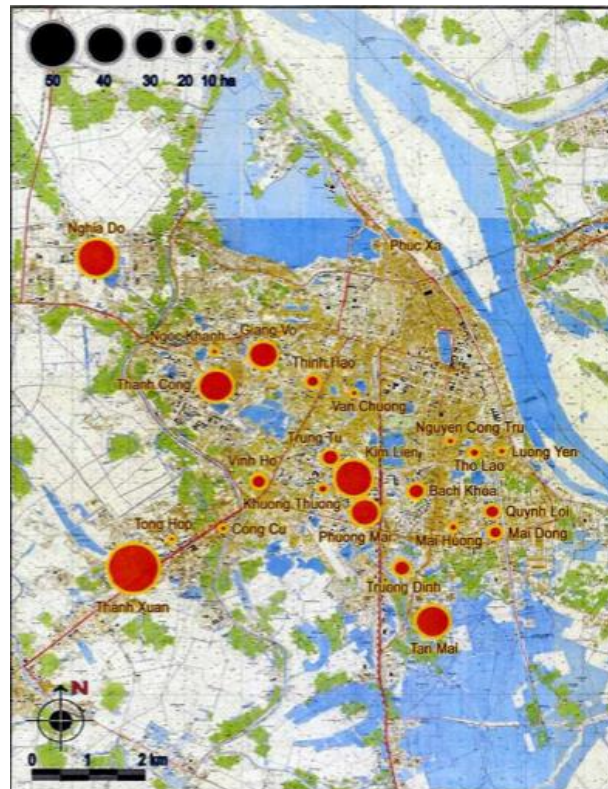 50 40 30 20 10 ha
Nghia Do
Phuc Xa
Ngoc Khanh
Giang Vo
Thinh Hao
Thanh Cong
Van Chuong
Nguyen Cong Tru
Trung Tu
Kim Lien
Luong Yen
Tho Lao
Vinh Ho
Khuong Thuong
Bach Khoa
Quynh Loi
Tong Hop
Cong Cu
Phuong Mai
Mai Huong
Mai Dong
Thanh Xuan
Truong Dinh
Tan Mai
N
0 1 2 km